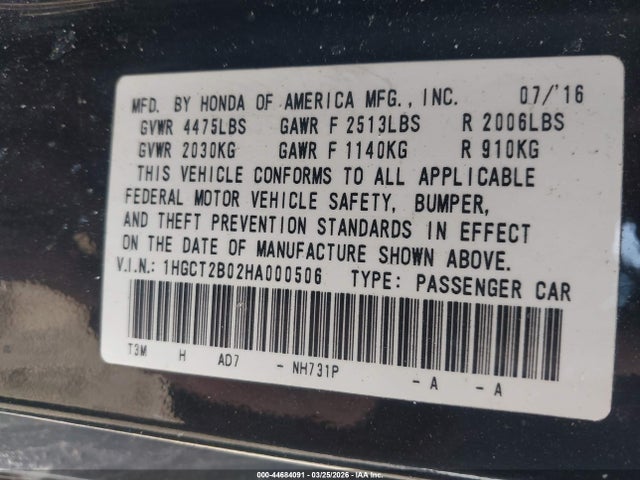 MFD. BY HONDA OF AMERICA MFG., INC. 07/'16
GVWR 4475LBS GAWR F 2513LBS R 2006LBS
GVWR 2030KG GAWR F 1140KG R 910KG
THIS VEHICLE CONFORMS TO ALL APPLICABLE
FEDERAL MOTOR VEHICLE SAFETY, BUMPER,
AND THEFT PREVENTION STANDARDS IN EFFECT
ON THE DATE OF MANUFACTURE SHOWN ABOVE.
V.I.N.: 1HGCT2B02HA000506 TYPE: PASSENGER CAR
T3M H AD7 - NH731P - A - A
000-44684091 - 03/25/2026 - IAA Inc.